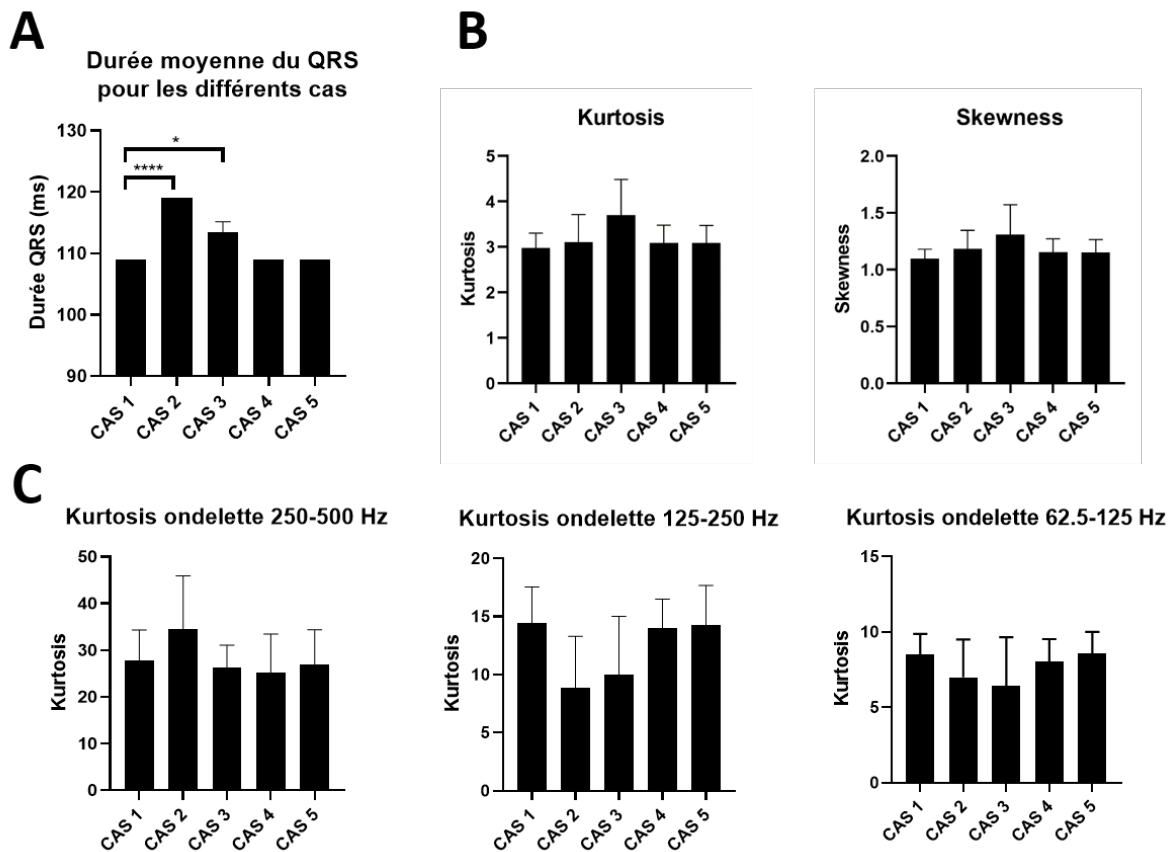 A
Durée moyenne du QRS
pour les différents cas
Durée QRS (ms)
130
120
110
100
90
*
****
CAS 1
CAS 2
CAS 3
CAS 4
CAS 5
B
Kurtosis
Kurtosis
5
4
3
2
1
0
CAS 1
CAS 2
CAS 3
CAS 4
CAS 5
Skewness
Skewness
2.0
1.5
1.0
0.5
0.0
CAS 1
CAS 2
CAS 3
CAS 4
CAS 5
C
Kurtosis ondelette 250-500 Hz
Kurtosis
50
40
30
20
10
0
CAS 1
CAS 2
CAS 3
CAS 4
CAS 5
Kurtosis ondelette 125-250 Hz
Kurtosis
20
15
10
5
0
CAS 1
CAS 2
CAS 3
CAS 4
CAS 5
Kurtosis ondelette 62.5-125 Hz
Kurtosis
15
10
5
0
CAS 1
CAS 2
CAS 3
CAS 4
CAS 5